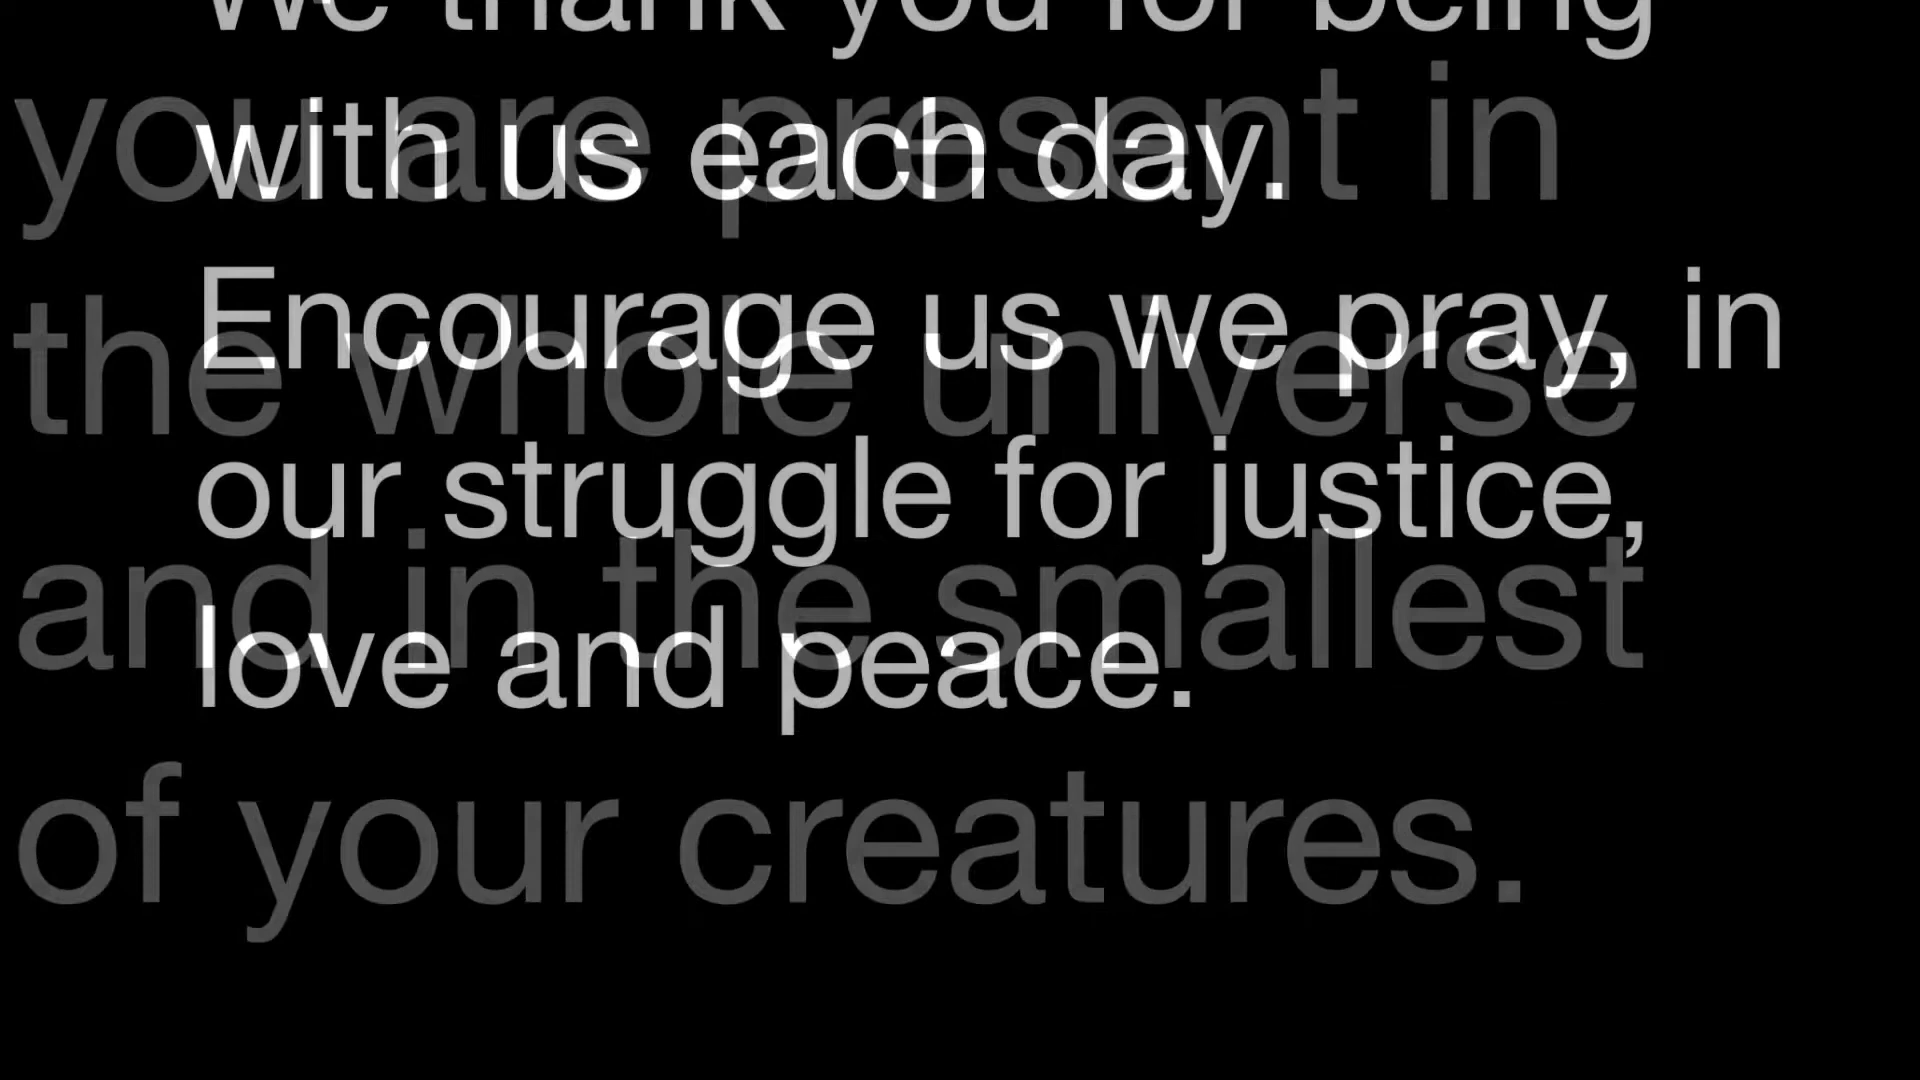 We thank you for being
with us each day.
Encourage us we pray, in
our struggle for justice,
love and peace.
you are present in
the whole universe
and in the smallest
of your creatures.